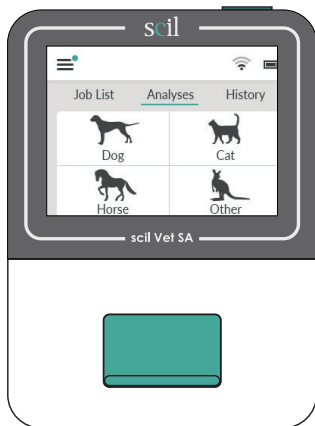 scil
Job List Analyses History
Dog Cat
Horse Other
scil Vet SA